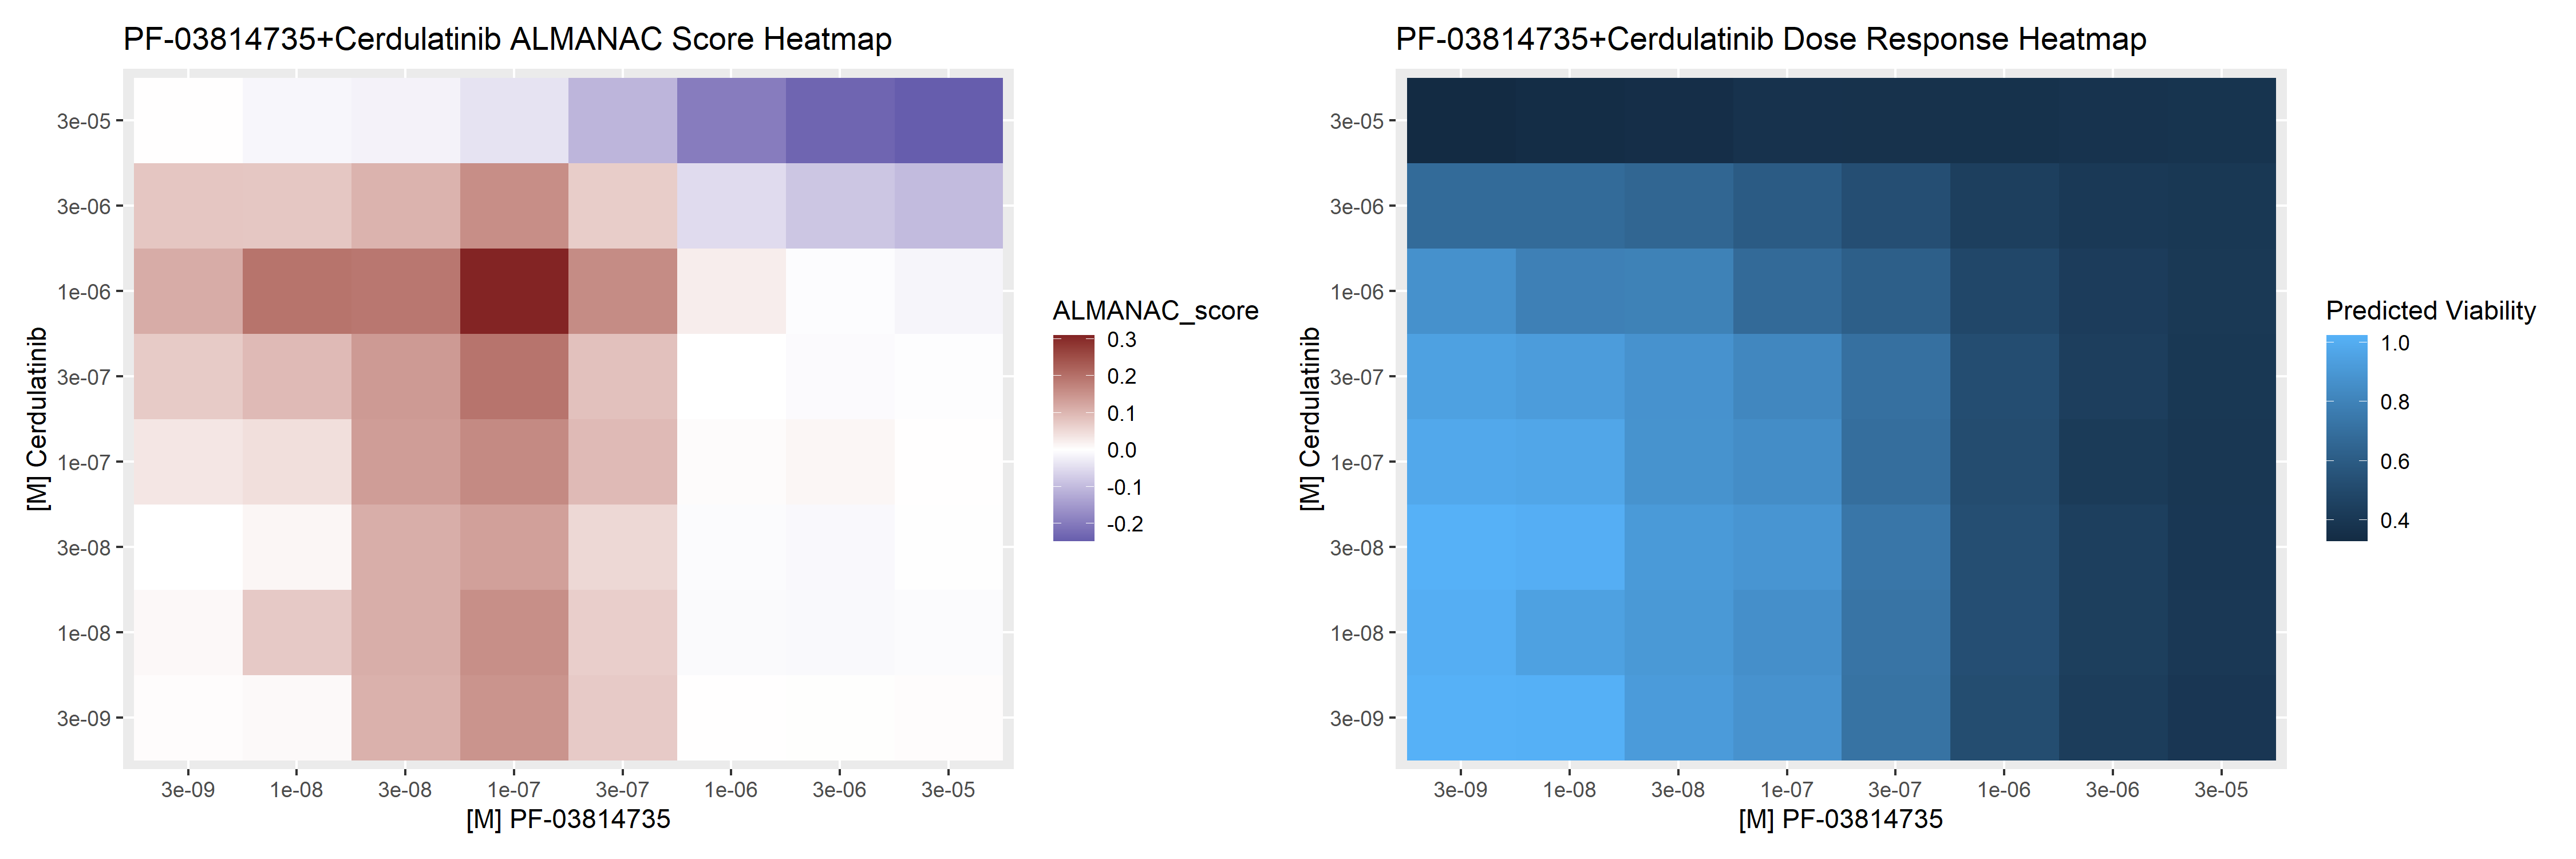 PF-03814735+Cerdulatinib ALMANAC Score Heatmap
[M] Cerdulatinib
3e-05
3e-06
1e-06
3e-07
1e-07
3e-08
1e-08
3e-09
3e-09 1e-08 3e-08 1e-07 3e-07 1e-06 3e-06 3e-05
[M] PF-03814735
ALMANAC_score
0.3
0.2
0.1
0.0
-0.1
-0.2
PF-03814735+Cerdulatinib Dose Response Heatmap
[M] Cerdulatinib
3e-05
3e-06
1e-06
3e-07
1e-07
3e-08
1e-08
3e-09
3e-09 1e-08 3e-08 1e-07 3e-07 1e-06 3e-06 3e-05
[M] PF-03814735
Predicted Viability
1.0
0.8
0.6
0.4